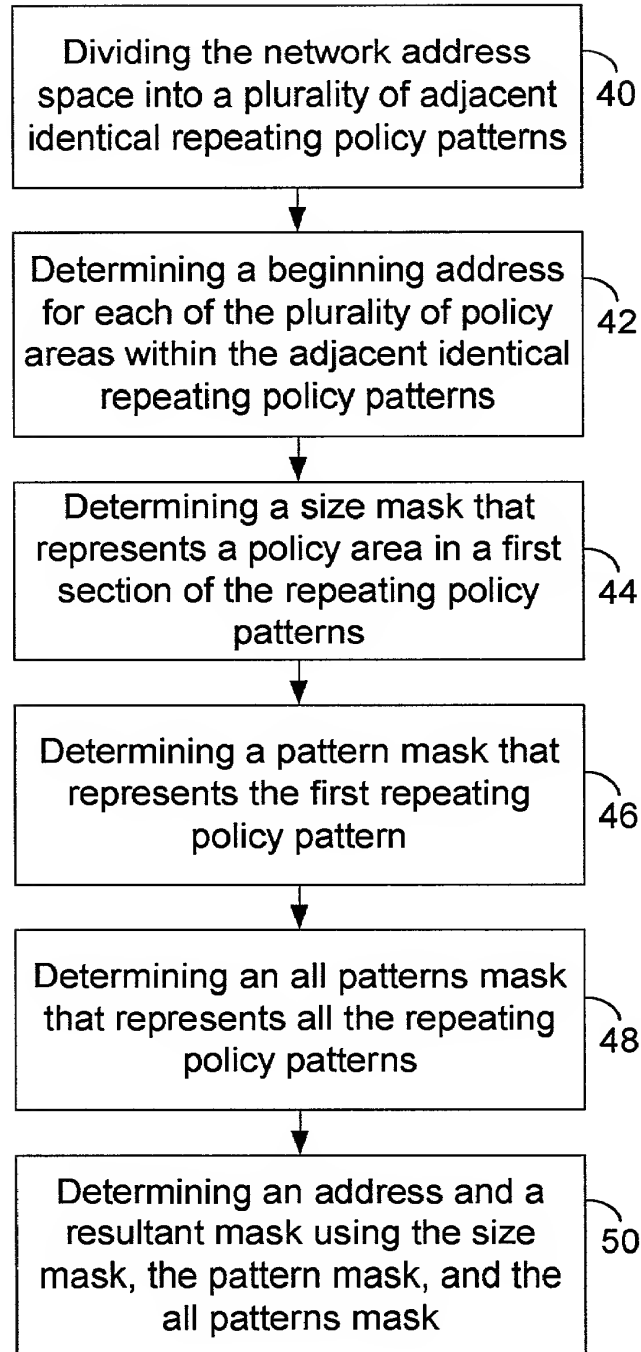 Dividing the network address
space into a plurality of adjacent
identical repeating policy patterns
40
Determining a beginning address
for each of the plurality of policy
areas within the adjacent identical
repeating policy patterns
42
Determining a size mask that
represents a policy area in a first
section of the repeating policy
patterns
44
Determining a pattern mask that
represents the first repeating
policy pattern
46
Determining an all patterns mask
that represents all the repeating
policy patterns
48
Determining an address and a
resultant mask using the size
mask, the pattern mask, and the
all patterns mask
50